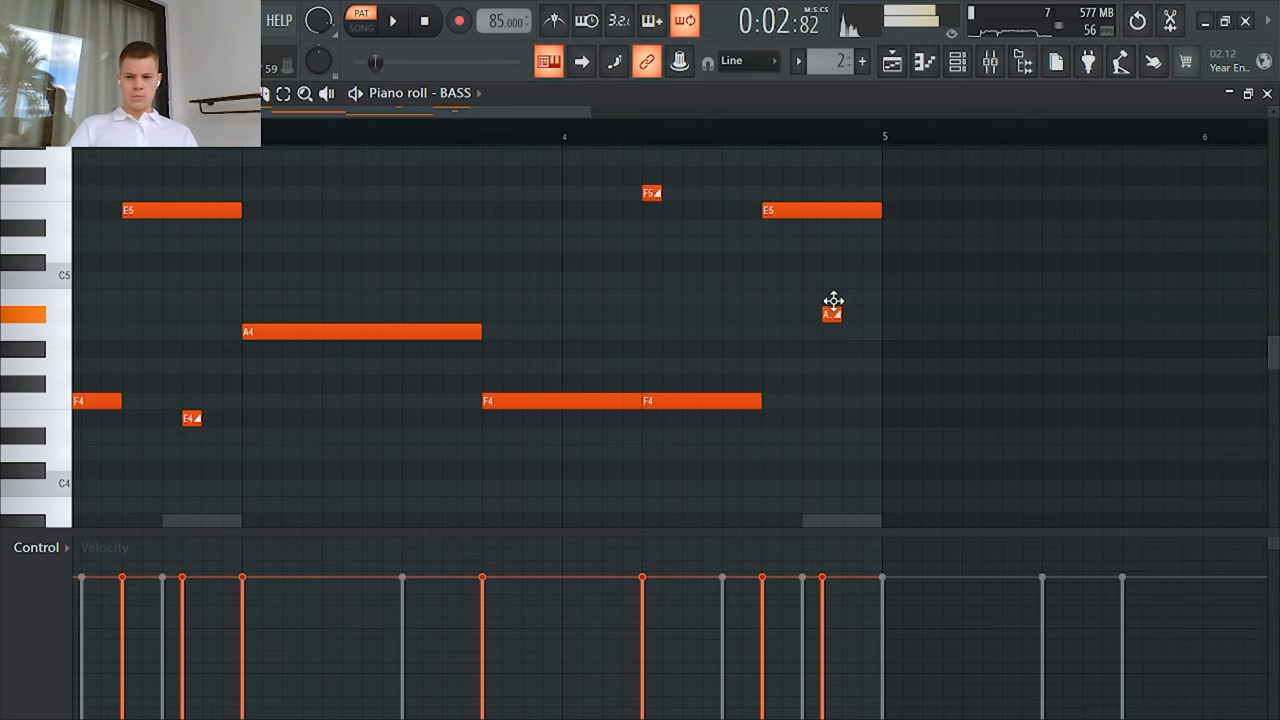 HELP
PAT
SONG
85.000
3.2.
0:02:82
M:S:CS
7
577 MB
56
59
Line
2
02.12
Year En..
Piano roll - BASS
4
5
6
F5
E5
E5
C5
A..
A4
F4
F4
F4
E4
C4
Control
Velocity